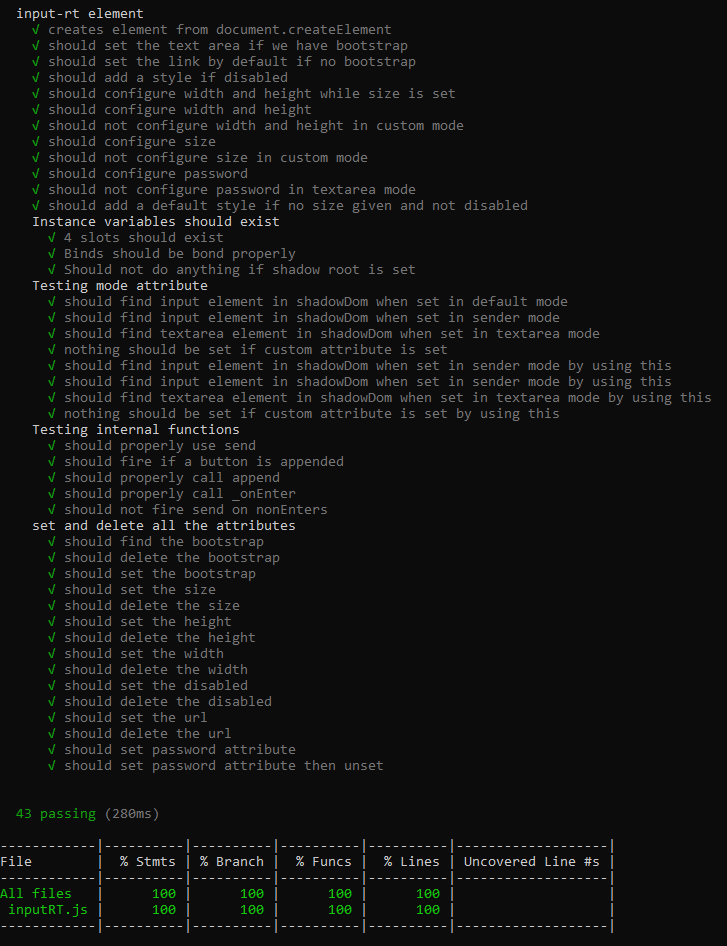 input-rt element
√ creates element from document.createElement
√ should set the text area if we have bootstrap
√ should set the link by default if no bootstrap
√ should add a style if disabled
√ should configure width and height while size is set
√ should configure width and height
√ should not configure width and height in custom mode
√ should configure size
√ should not configure size in custom mode
√ should configure password
√ should not configure password in textarea mode
√ should add a default style if no size given and not disabled
Instance variables should exist
√ 4 slots should exist
√ Binds should be bond properly
√ Should not do anything if shadow root is set
Testing mode attribute
√ should find input element in shadowDom when set in default mode
√ should find input element in shadowDom when set in sender mode
√ should find textarea element in shadowDom when set in textarea mode
√ nothing should be set if custom attribute is set
√ should find input element in shadowDom when set in sender mode by using this
√ should find input element in shadowDom when set in sender mode by using this
√ should find textarea element in shadowDom when set in textarea mode by using this
√ nothing should be set if custom attribute is set by using this
Testing internal functions
√ should properly use send
√ should fire if a button is appended
√ should properly call append
√ should properly call _onEnter
√ should not fire send on nonEnters
set and delete all the attributes
√ should find the bootstrap
√ should delete the bootstrap
√ should set the bootstrap
√ should set the size
√ should delete the size
√ should set the height
√ should delete the height
√ should set the width
√ should delete the width
√ should set the disabled
√ should delete the disabled
√ should set the url
√ should delete the url
√ should set password attribute
√ should set password attribute then unset
43 passing (280ms)
------------|----------|----------|----------|----------|-------------------|
File        |  % Stmts | % Branch |  % Funcs |  % Lines | Uncovered Line #s |
------------|----------|----------|----------|----------|-------------------|
All files   |      100 |      100 |      100 |      100 |                   |
 inputRT.js |      100 |      100 |      100 |      100 |                   |
------------|----------|----------|----------|----------|-------------------|